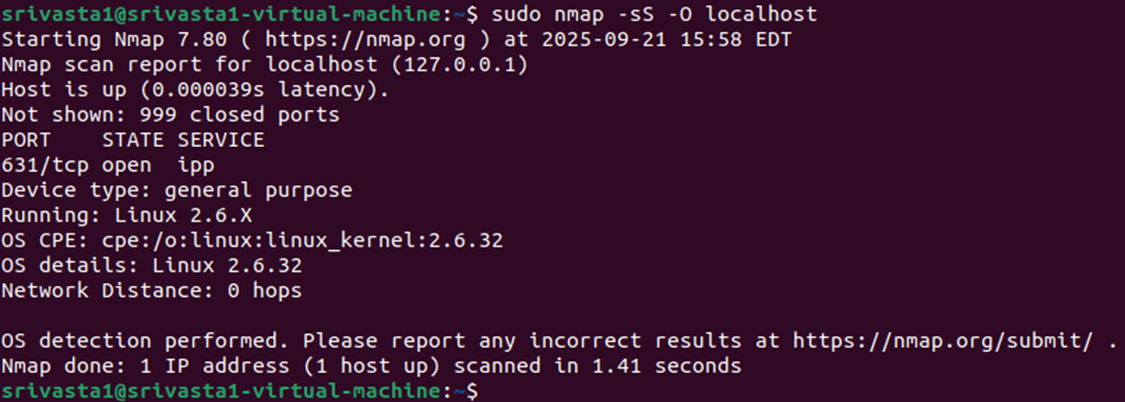 srivasta1@srivasta1-virtual-machine:~$ sudo nmap -sS -O localhost
Starting Nmap 7.80 ( https://nmap.org ) at 2025-09-21 15:58 EDT
Nmap scan report for localhost (127.0.0.1)
Host is up (0.000039s latency).
Not shown: 999 closed ports
PORT    STATE SERVICE
631/tcp open  ipp
Device type: general purpose
Running: Linux 2.6.X
OS CPE: cpe:/o:linux:linux_kernel:2.6.32
OS details: Linux 2.6.32
Network Distance: 0 hops

OS detection performed. Please report any incorrect results at https://nmap.org/submit/ .
Nmap done: 1 IP address (1 host up) scanned in 1.41 seconds
srivasta1@srivasta1-virtual-machine:~$